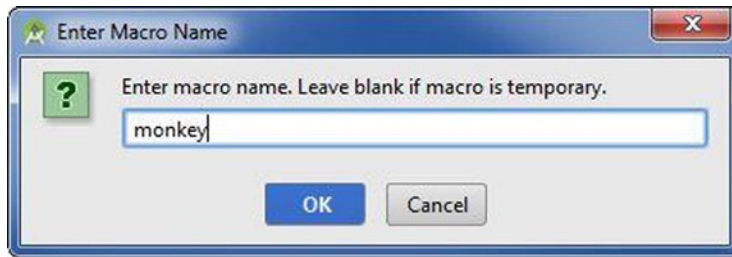 Enter Macro Name
Enter macro name. Leave blank if macro is temporary.
monkey
OK Cancel